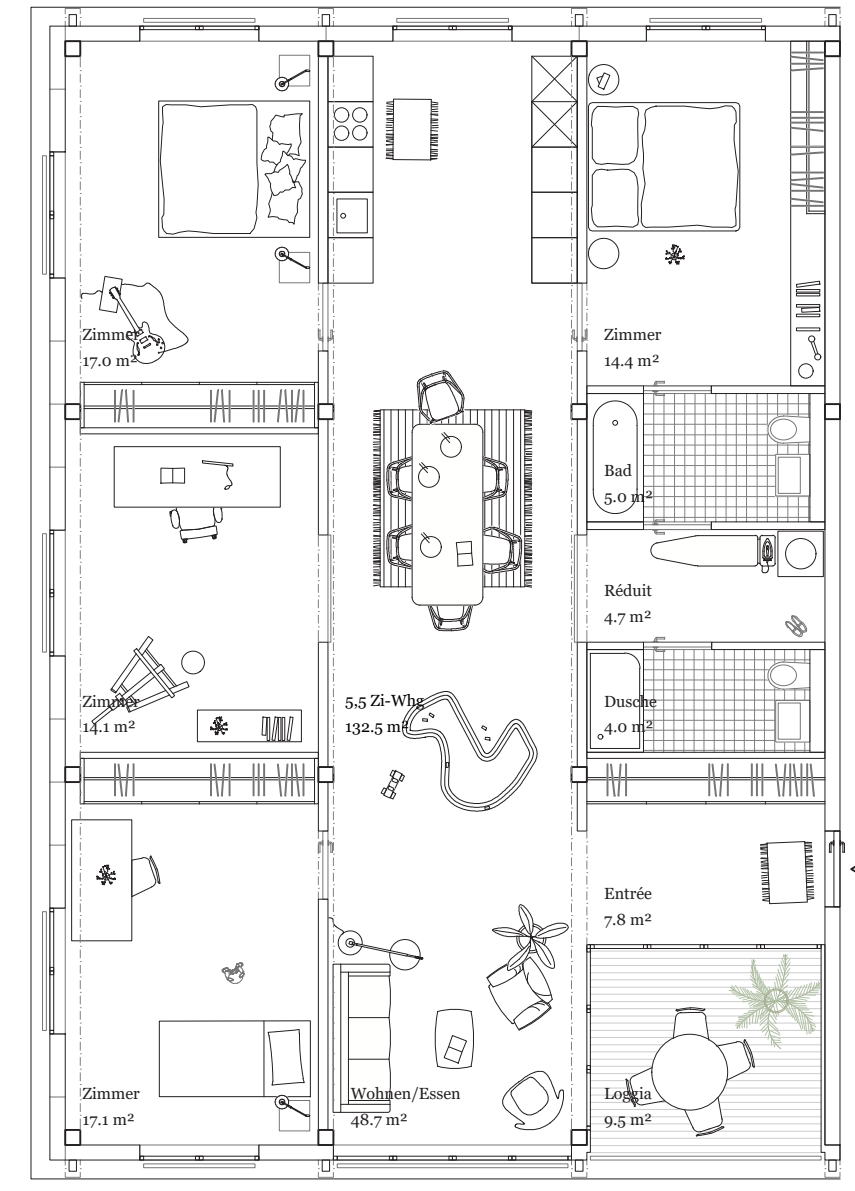 Zimmer
17.0 m²
Zimmer
14.4 m²
Bad
5.0 m²
Réduit
4.7 m²
Zimmer
14.1 m²
5,5 Zi-Whg
132.5 m²
Dusche
4.0 m²
Entrée
7.8 m²
Zimmer
17.1 m²
Wohnen/Essen
48.7 m²
Loggia
9.5 m²